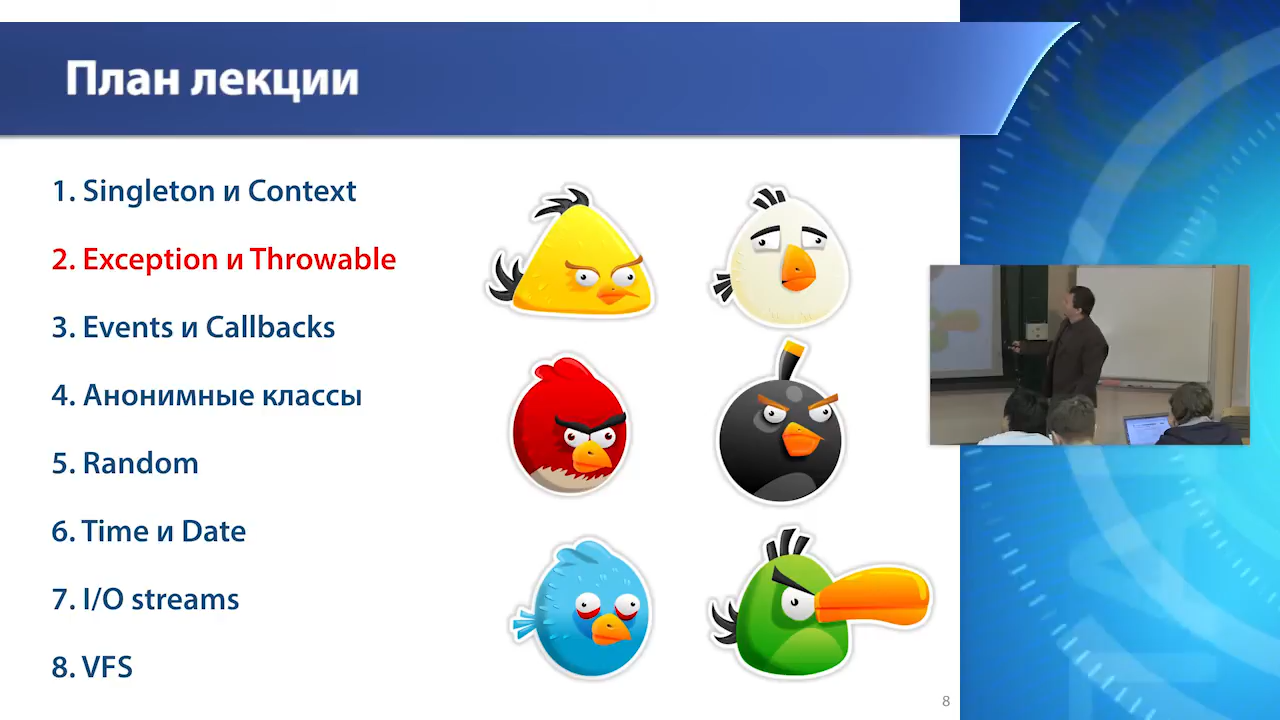 План лекции
1. Singleton и Context
2. Exception и Throwable
3. Events и Callbacks
4. Анонимные классы
5. Random
6. Time и Date
7. I/O streams
8. VFS
8